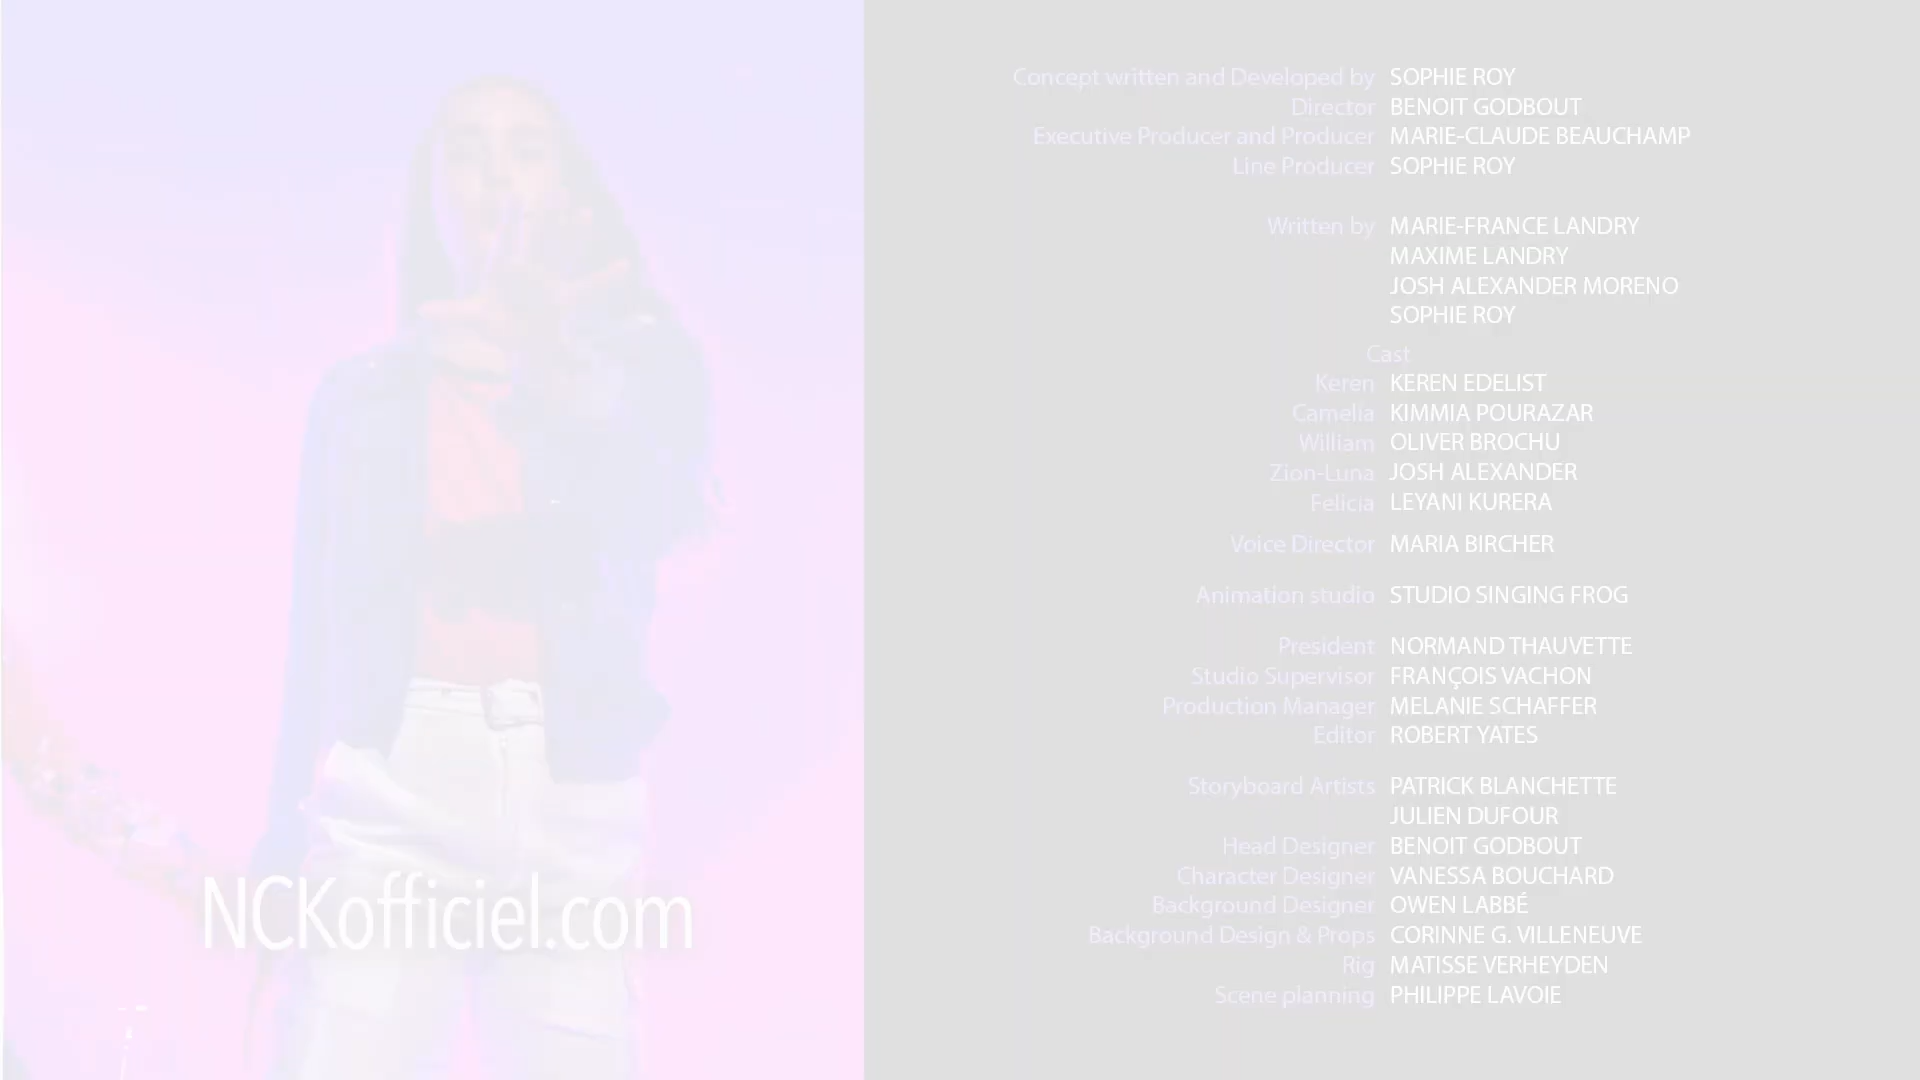 Concept written and Developed by SOPHIE ROY
Director BENOIT GODBOUT
Executive Producer and Producer MARIE-CLAUDE BEAUCHAMP
Line Producer SOPHIE ROY
Written by MARIE-FRANCE LANDRY
MAXIME LANDRY
JOSH ALEXANDER MORENO
SOPHIE ROY
Cast
Keren KEREN EDELIST
Camelia KIMMIA POURAZAR
William OLIVER BROCHU
Zion-Luna JOSH ALEXANDER
Felicia LEYANI KURERA
Voice Director MARIA BIRCHER
Animation studio STUDIO SINGING FROG
President NORMAND THAUVETTE
Studio Supervisor FRANÇOIS VACHON
Production Manager MELANIE SCHAFFER
Editor ROBERT YATES
Storyboard Artists PATRICK BLANCHETTE
JULIEN DUFOUR
Head Designer BENOIT GODBOUT
Character Designer VANESSA BOUCHARD
Background Designer OWEN LABBÉ
Background Design & Props CORINNE G. VILLENEUVE
Rig MATISSE VERHEYDEN
Scene planning PHILIPPE LAVOIE
NCKofficiel.com